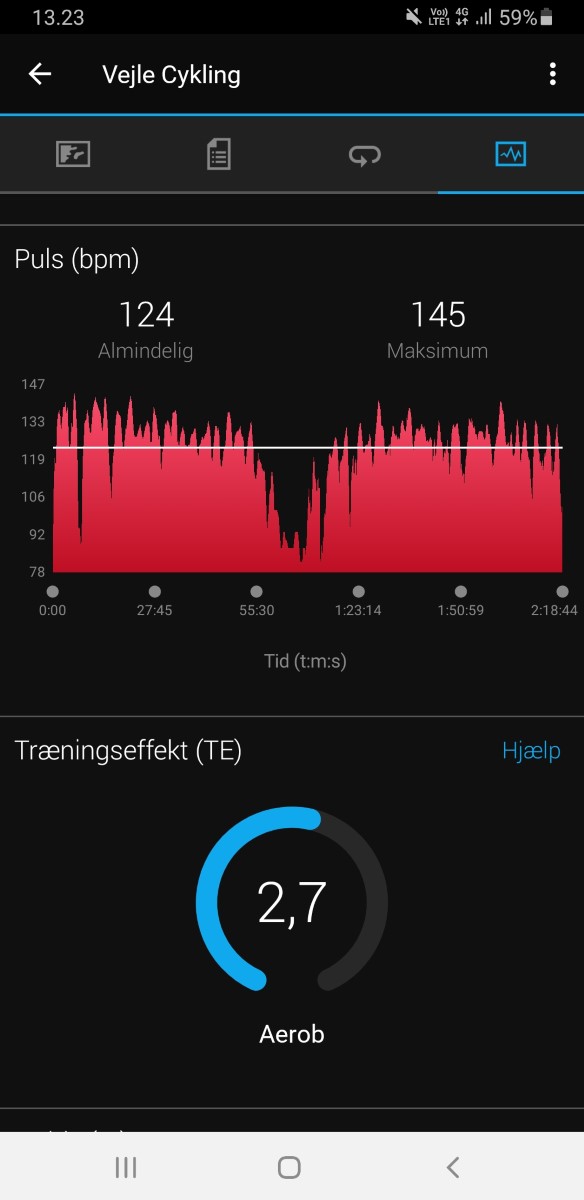 13.23 Vo)) LTE1 4G 59%
Vejle Cykling
Puls (bpm)
124 145
Almindelig Maksimum
147
133
119
106
92
78
0:00 27:45 55:30 1:23:14 1:50:59 2:18:44
Tid (t:m:s)
Træningseffekt (TE) Hjælp
2,7
Aerob